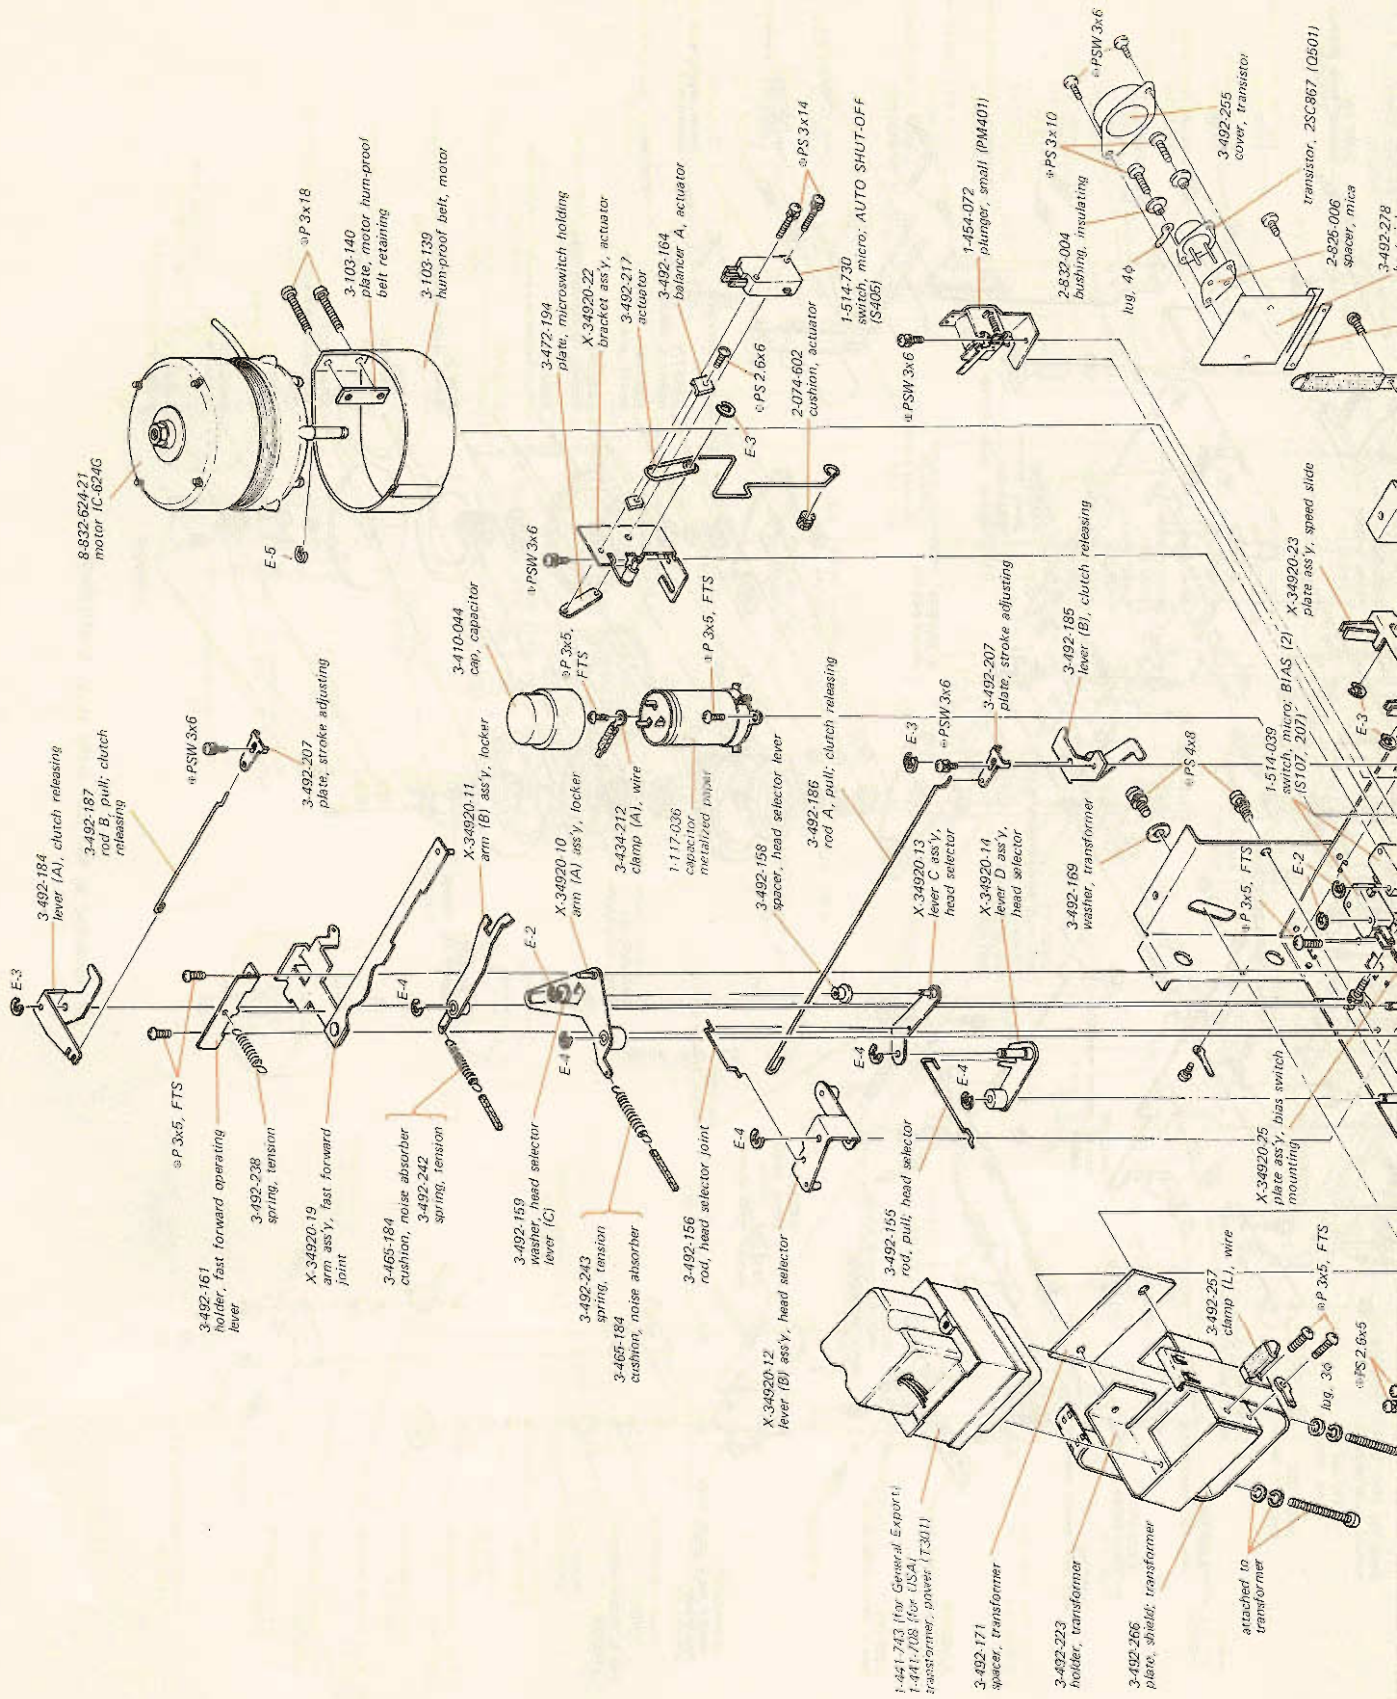 8-832-624-21
motor IC-624G
E-5
⊕P 3x18
3-103-140
plate, motor hum-proof
belt retaining
3-103-139
hum-proof belt, motor
3-472-194
plate, microswitch holding
X-34920-22
bracket ass'y, actuator
3-492-217
actuator
3-492-164
balancer A, actuator
⊕PS 3x14
⊕PSW 3x6
⊕PS 2.6x6
E-3
2-074-602
cushion, actuator
1-514-730
switch, micro; AUTO SHUT-OFF
(S405)
⊕PSW 3x6
1-454-072
plunger, small (PM401)
⊕PSW 3x6
⊕PS 3x10
2-832-004
bushing, insulating
lug, 4φ
3-492-255
cover, transistor
transistor, 2SC867 (Q501)
2-825-006
spacer, mica
3-492-278
3-492-184
lever (A), clutch releasing
E-3
3-492-187
rod B, pull; clutch
releasing
⊕PSW 3x6
3-492-207
plate, stroke adjusting
3-410-044
cap, capacitor
⊕P 3x5,
FTS
⊕P 3x5, FTS
X-34920-11
arm (B) ass'y, locker
X-34920-10
arm (A) ass'y, locker
3-434-212
clamp (A), wire
1-117-036
capacitor
metalized paper
3-492-158
spacer, head selector lever
3-492-186
rod A, pull; clutch releasing
E-3
⊕PSW 3x6
3-492-207
plate, stroke adjusting
3-492-185
lever (B), clutch releasing
X-34920-13
lever C ass'y,
head selector
X-34920-14
lever D ass'y,
head selector
3-492-169
washer, transformer
⊕PS 4x8
⊕P 3x5, FTS
E-2
1-514-039
switch, micro; BIAS (2)
(S107, 207)
X-34920-23
plate ass'y, speed slide
E-3
⊕P 3x5, FTS
3-492-161
holder, fast forward operating
lever
3-492-238
spring, tension
X-34920-19
arm ass'y, fast forward
joint
E-4
3-465-184
cushion, noise absorber
3-492-242
spring, tension
E-2
E-4
3-492-159
washer, head selector
lever (C)
3-492-243
spring, tension
3-465-184
cushion, noise absorber
3-492-156
rod, head selector joint
E-4
E-4
E-4
X-34920-12
lever (B) ass'y, head selector
3-492-155
rod, pull; head selector
X-34920-25
plate ass'y, bias switch
mounting
3-492-257
clamp (L), wire
⊕P 3x5, FTS
lug, 3φ
⊕PS 2.6x5
1-441-743 (for General Export)
1-441-708 (for USA)
transformer, power (T301)
3-492-171
spacer, transformer
3-492-223
holder, transformer
3-492-266
plate, shield; transformer
attached to
transformer